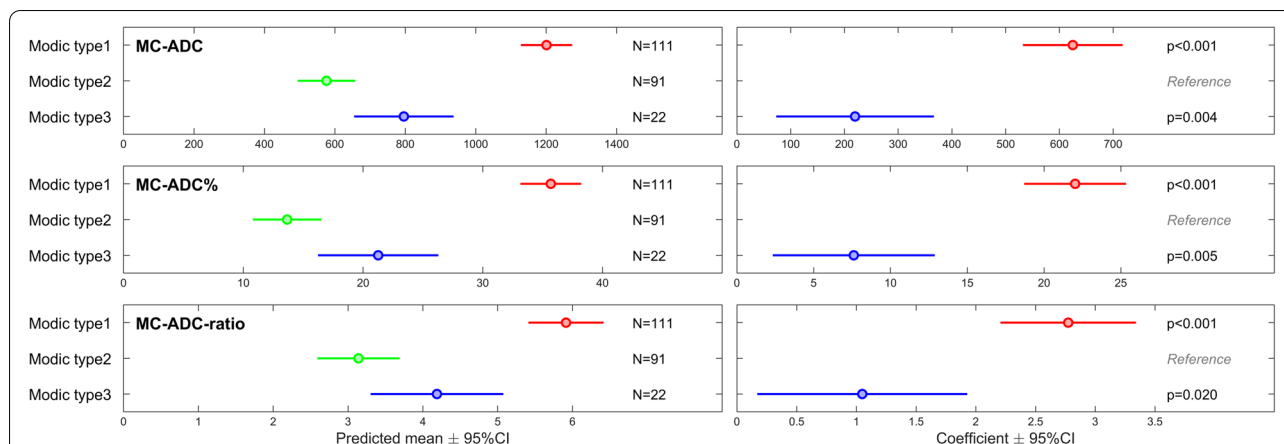 Modic type1 MC-ADC N=111 p<0.001
Modic type2 N=91 Reference
Modic type3 N=22 p=0.004
0 200 400 600 800 1000 1200 1400 0 100 200 300 400 500 600 700
Modic type1 MC-ADC% N=111 p<0.001
Modic type2 N=91 Reference
Modic type3 N=22 p=0.005
0 10 20 30 40 0 5 10 15 20 25
Modic type1 MC-ADC-ratio N=111 p<0.001
Modic type2 N=91 Reference
Modic type3 N=22 p=0.020
0 1 2 3 4 5 6 0 0.5 1 1.5 2 2.5 3 3.5
Predicted mean ± 95%CI Coefficient ± 95%CI